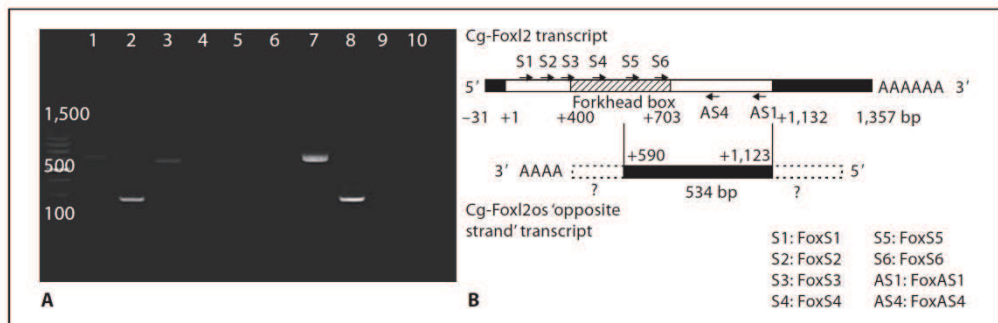 1 2 3 4 5 6 7 8 9 10
1,500
500
100
A
Cg-Foxl2 transcript
S1 S2 S3 S4 S5 S6
5′ AAAAAA 3′
Forkhead box AS4 AS1
–31 +1 +400 +703 +1,132 1,357 bp
+590 +1,123
3′ AAAA 5′
? 534 bp ?
Cg-Foxl2os ‘opposite
strand’ transcript
S1: FoxS1 S5: FoxS5
S2: FoxS2 S6: FoxS6
S3: FoxS3 AS1: FoxAS1
S4: FoxS4 AS4: FoxAS4
B